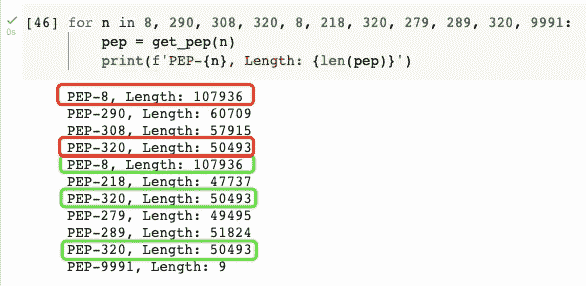 [46] for n in 8, 290, 308, 320, 8, 218, 320, 279, 289, 320, 9991:
0s
pep = get_pep(n)
print(f'PEP-{n}, Length: {len(pep)}')
PEP-8, Length: 107936
PEP-290, Length: 60709
PEP-308, Length: 57915
PEP-320, Length: 50493
PEP-8, Length: 107936
PEP-218, Length: 47737
PEP-320, Length: 50493
PEP-279, Length: 49495
PEP-289, Length: 51824
PEP-320, Length: 50493
PEP-9991, Length: 9